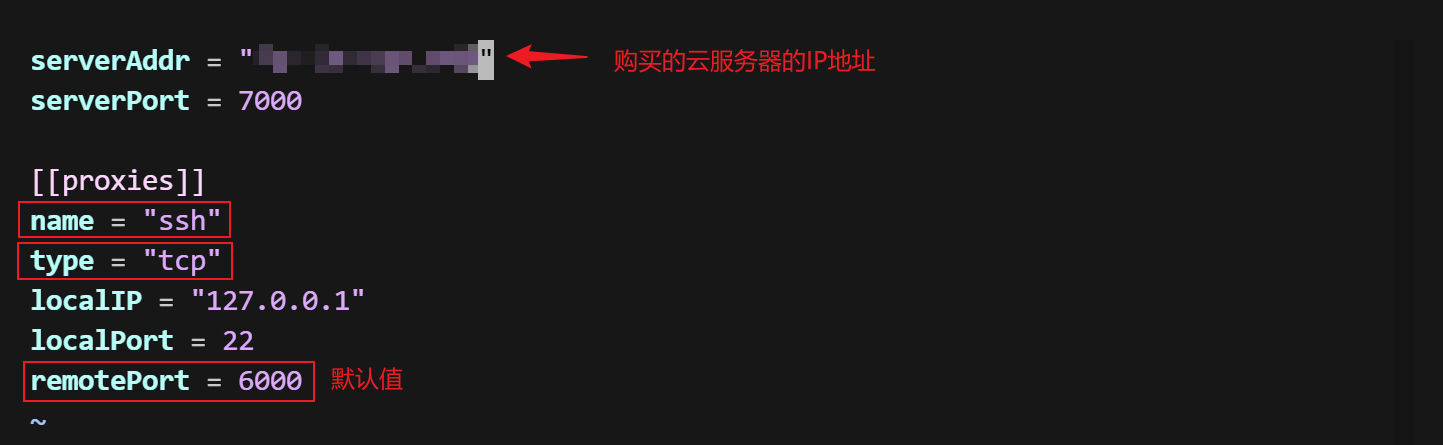 serverAddr = "" 购买的云服务器的IP地址
serverPort = 7000
[[proxies]]
name = "ssh"
type = "tcp"
localIP = "127.0.0.1"
localPort = 22
remotePort = 6000 默认值
~